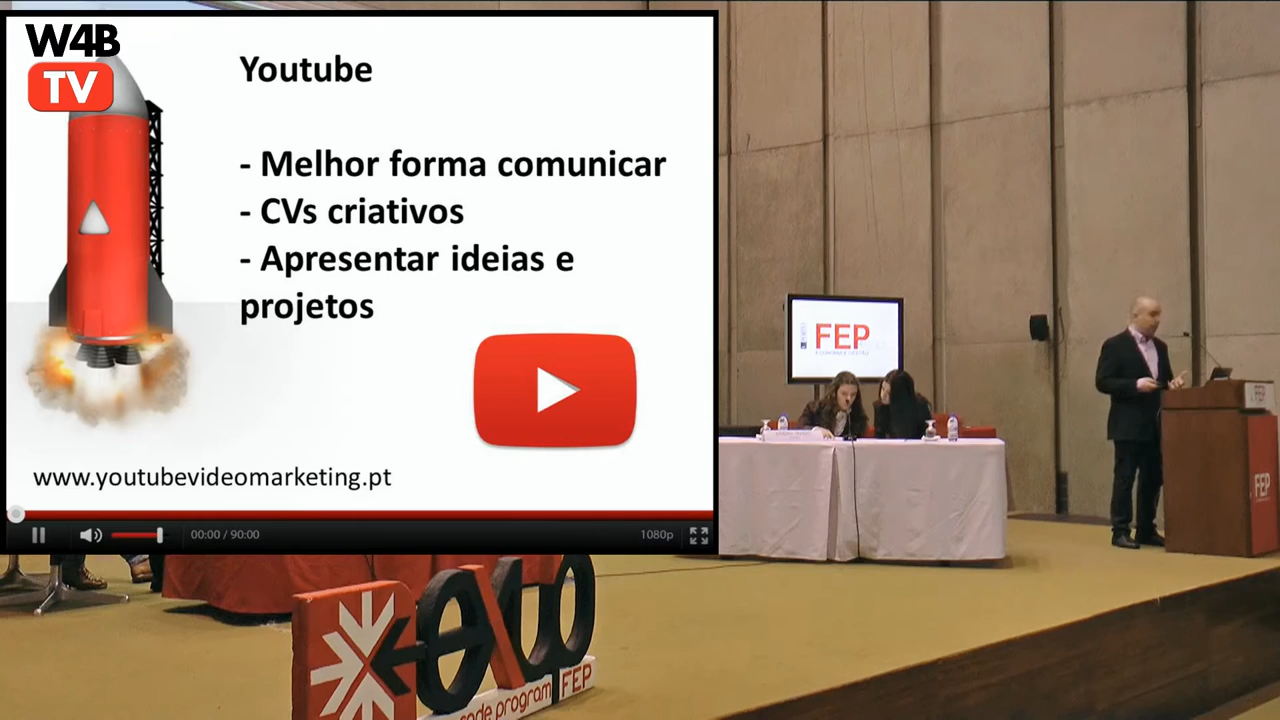 W4B
TV
Youtube
- Melhor forma comunicar
- CVs criativos
- Apresentar ideias e
projetos
www.youtubevideomarketing.pt
00:00 / 90:00
1080p
FEP
FEP
FEP
exup
program
FEP